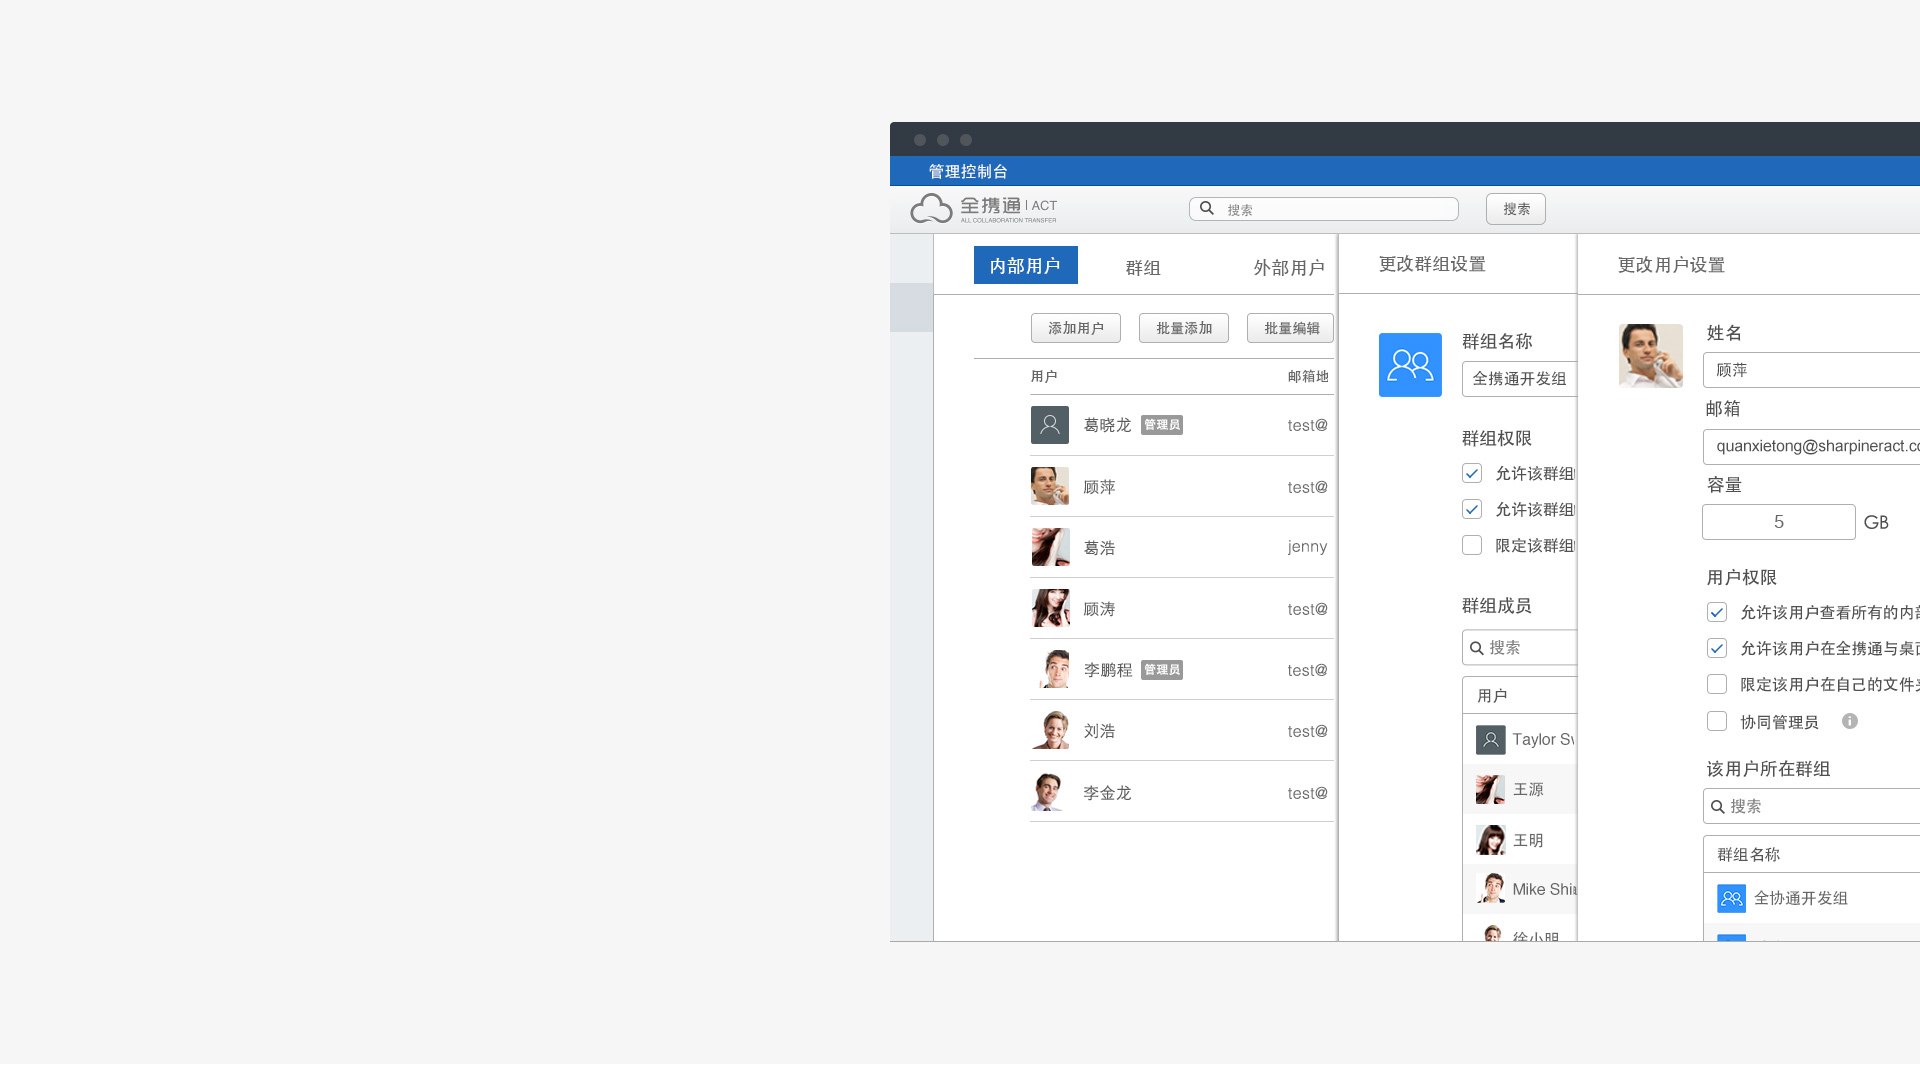 管理控制台
全携通 | ACT
ALL COLLABORATION TRANSFER
搜索
搜索
内部用户
群组
外部用户
添加用户
批量添加
批量编辑
用户
邮箱地
葛晓龙 管理员
test@
顾萍
test@
葛浩
jenny
顾涛
test@
李鹏程 管理员
test@
刘浩
test@
李金龙
test@
更改群组设置
群组名称
全携通开发组
群组权限
允许该群组
允许该群组
限定该群组
群组成员
搜索
用户
Taylor Sw
王源
王明
Mike Shi
徐小明
更改用户设置
姓名
顾萍
邮箱
quanxietong@sharpineract.co
容量
5 GB
用户权限
允许该用户查看所有的内部
允许该用户在全携通与桌面
限定该用户在自己的文件夹
协同管理员
该用户所在群组
搜索
群组名称
全协通开发组